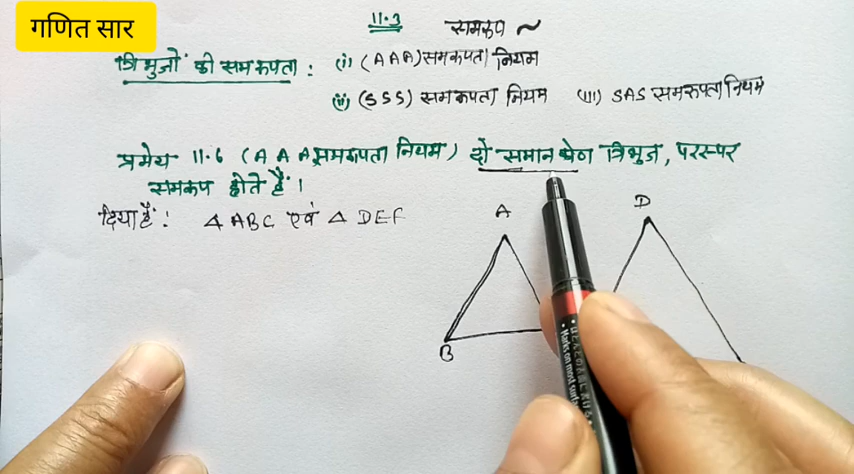 गणित सार
11.3 समरूप ~
त्रिभुजों की समरूपता : (i) (AAA) समरूपता नियम
(ii) (SSS) समरूपता नियम (iii) SAS समरूपता नियम
प्रमेय 11.6 (AAA समरूपता नियम) दो समान कोण त्रिभुज, परस्पर
समरूप होते हैं।
दिया है : △ ABC एवं △ DEF
A D
B